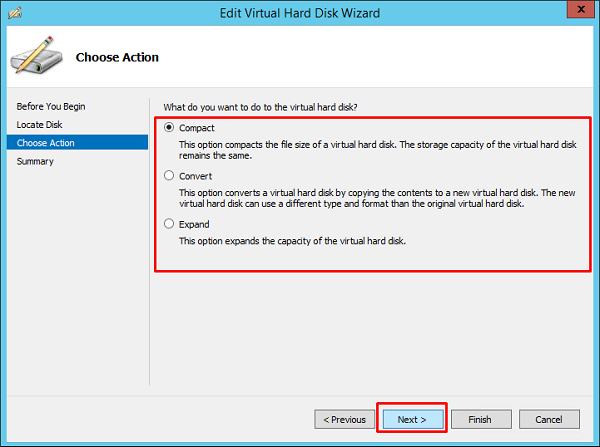 Edit Virtual Hard Disk Wizard
x
Choose Action
Before You Begin
Locate Disk
Choose Action
Summary
What do you want to do to the virtual hard disk?
Compact
This option compacts the file size of a virtual hard disk. The storage capacity of the virtual hard disk
remains the same.
Convert
This option converts a virtual hard disk by copying the contents to a new virtual hard disk. The new
virtual hard disk can use a different type and format than the original virtual hard disk.
Expand
This option expands the capacity of the virtual hard disk.
< Previous
Next >
Finish
Cancel